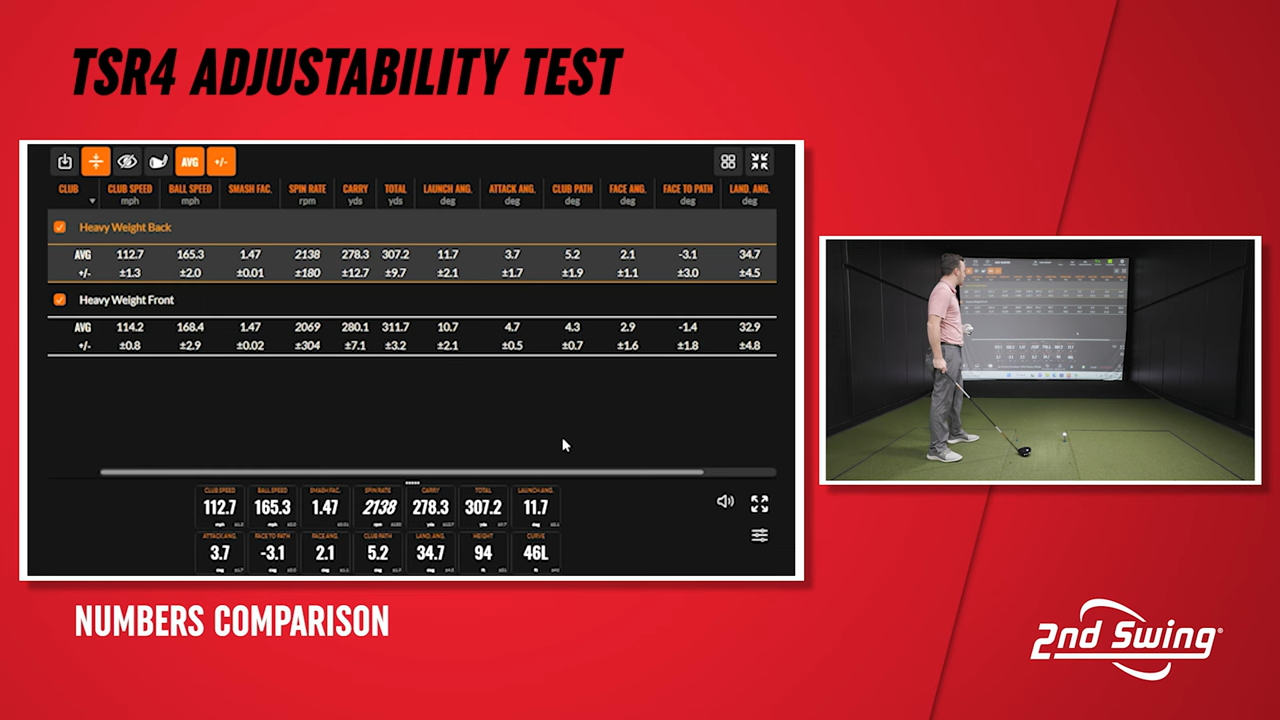 TSR4 ADJUSTABILITY TEST
AVG +/-
CLUB CLUB SPEED BALL SPEED SMASH FAC. SPIN RATE CARRY TOTAL LAUNCH ANG. ATTACK ANG. CLUB PATH FACE ANG. FACE TO PATH LAND. ANG.
mph mph rpm yds yds deg deg deg deg deg deg
Heavy Weight Back
AVG 112.7 165.3 1.47 2138 278.3 307.2 11.7 3.7 5.2 2.1 -3.1 34.7
+/- ±1.3 ±2.0 ±0.01 ±180 ±12.7 ±9.7 ±2.1 ±1.7 ±1.9 ±1.1 ±3.0 ±4.5
Heavy Weight Front
AVG 114.2 168.4 1.47 2069 280.1 311.7 10.7 4.7 4.3 2.9 -1.4 32.9
+/- ±0.8 ±2.9 ±0.02 ±304 ±7.1 ±3.2 ±2.1 ±0.5 ±0.7 ±1.6 ±1.8 ±4.8
CLUB SPEED BALL SPEED SMASH FAC. SPIN RATE CARRY TOTAL LAUNCH ANG.
112.7 165.3 1.47 2138 278.3 307.2 11.7
ATTACK ANG. FACE TO PATH FACE ANG. CLUB PATH LAND. ANG. HEIGHT CURVE
3.7 -3.1 2.1 5.2 34.7 94 46L
NUMBERS COMPARISON
2nd Swing®